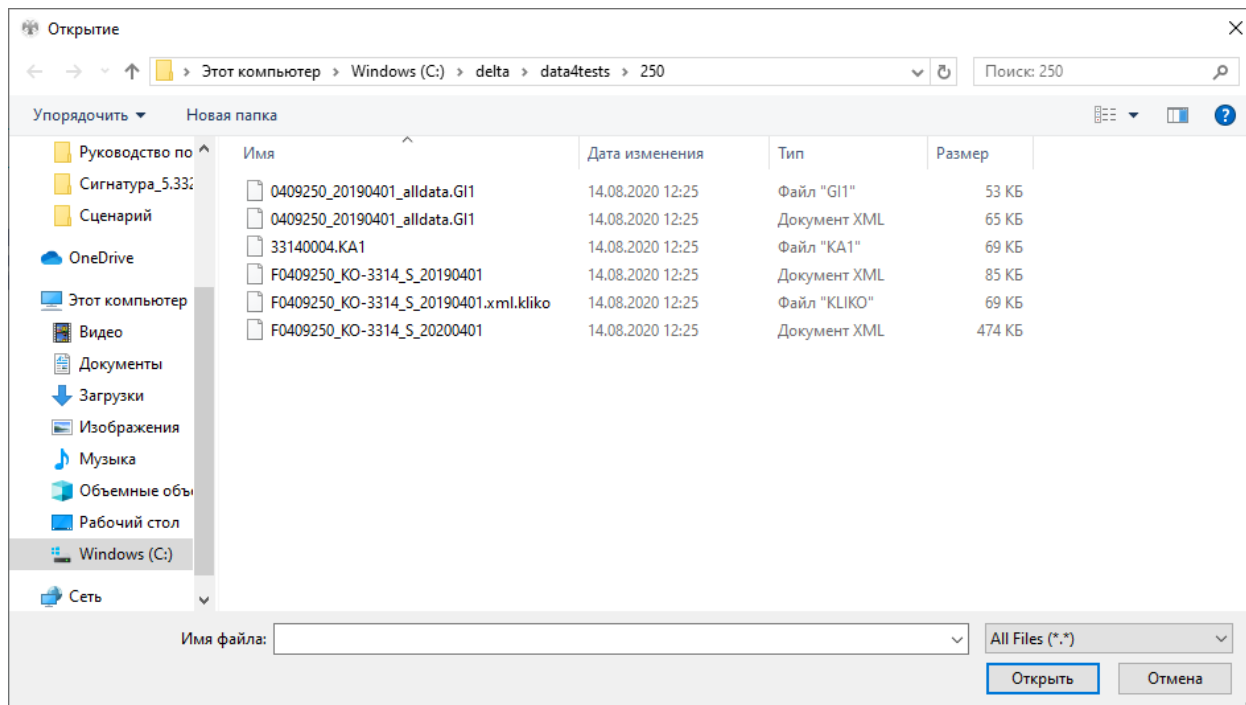 Открытие
Этот компьютер > Windows (C:) > delta > data4tests > 250
Поиск: 250
Упорядочить Новая папка
?
Руководство по
Сигнатура_5.332
Сценарий
OneDrive
Этот компьютер
Видео
Документы
Загрузки
Изображения
Музыка
Объемные объ
Рабочий стол
Windows (C:)
Сеть
Имя Дата изменения Тип Размер
0409250_20190401_alldata.GI1 14.08.2020 12:25 Файл "GI1" 53 КБ
0409250_20190401_alldata.GI1 14.08.2020 12:25 Документ XML 65 КБ
33140004.KA1 14.08.2020 12:25 Файл "KA1" 69 КБ
F0409250_KO-3314_S_20190401 14.08.2020 12:25 Документ XML 85 КБ
F0409250_KO-3314_S_20190401.xml.kliko 14.08.2020 12:25 Файл "KLIKO" 69 КБ
F0409250_KO-3314_S_20200401 14.08.2020 12:25 Документ XML 474 КБ
Имя файла: All Files (*.*)
Открыть Отмена